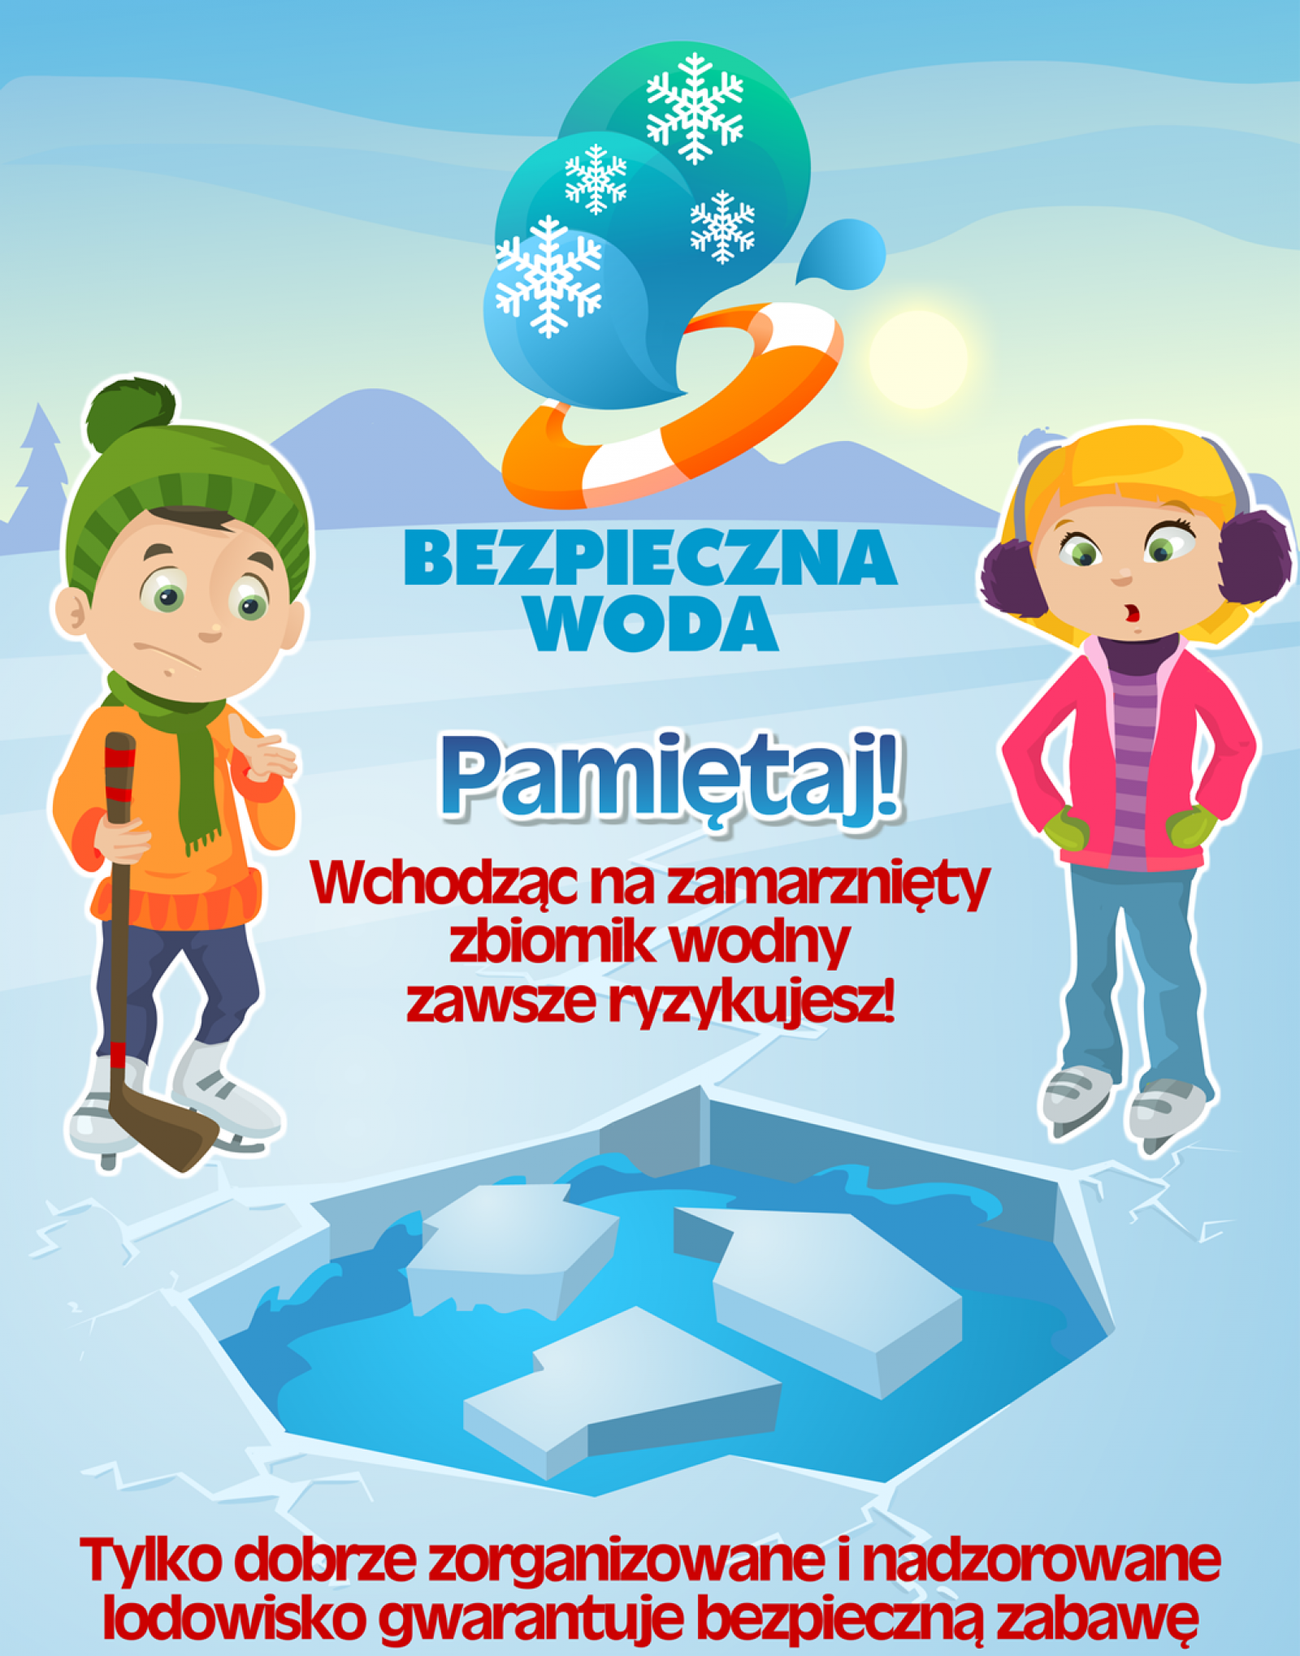 BEZPIECZNA
WODA
Pamiętaj!
Wchodząc na zamarznięty
zbiornik wodny
zawsze ryzykujesz!
Tylko dobrze zorganizowane i nadzorowane
lodowisko gwarantuje bezpieczną zabawę